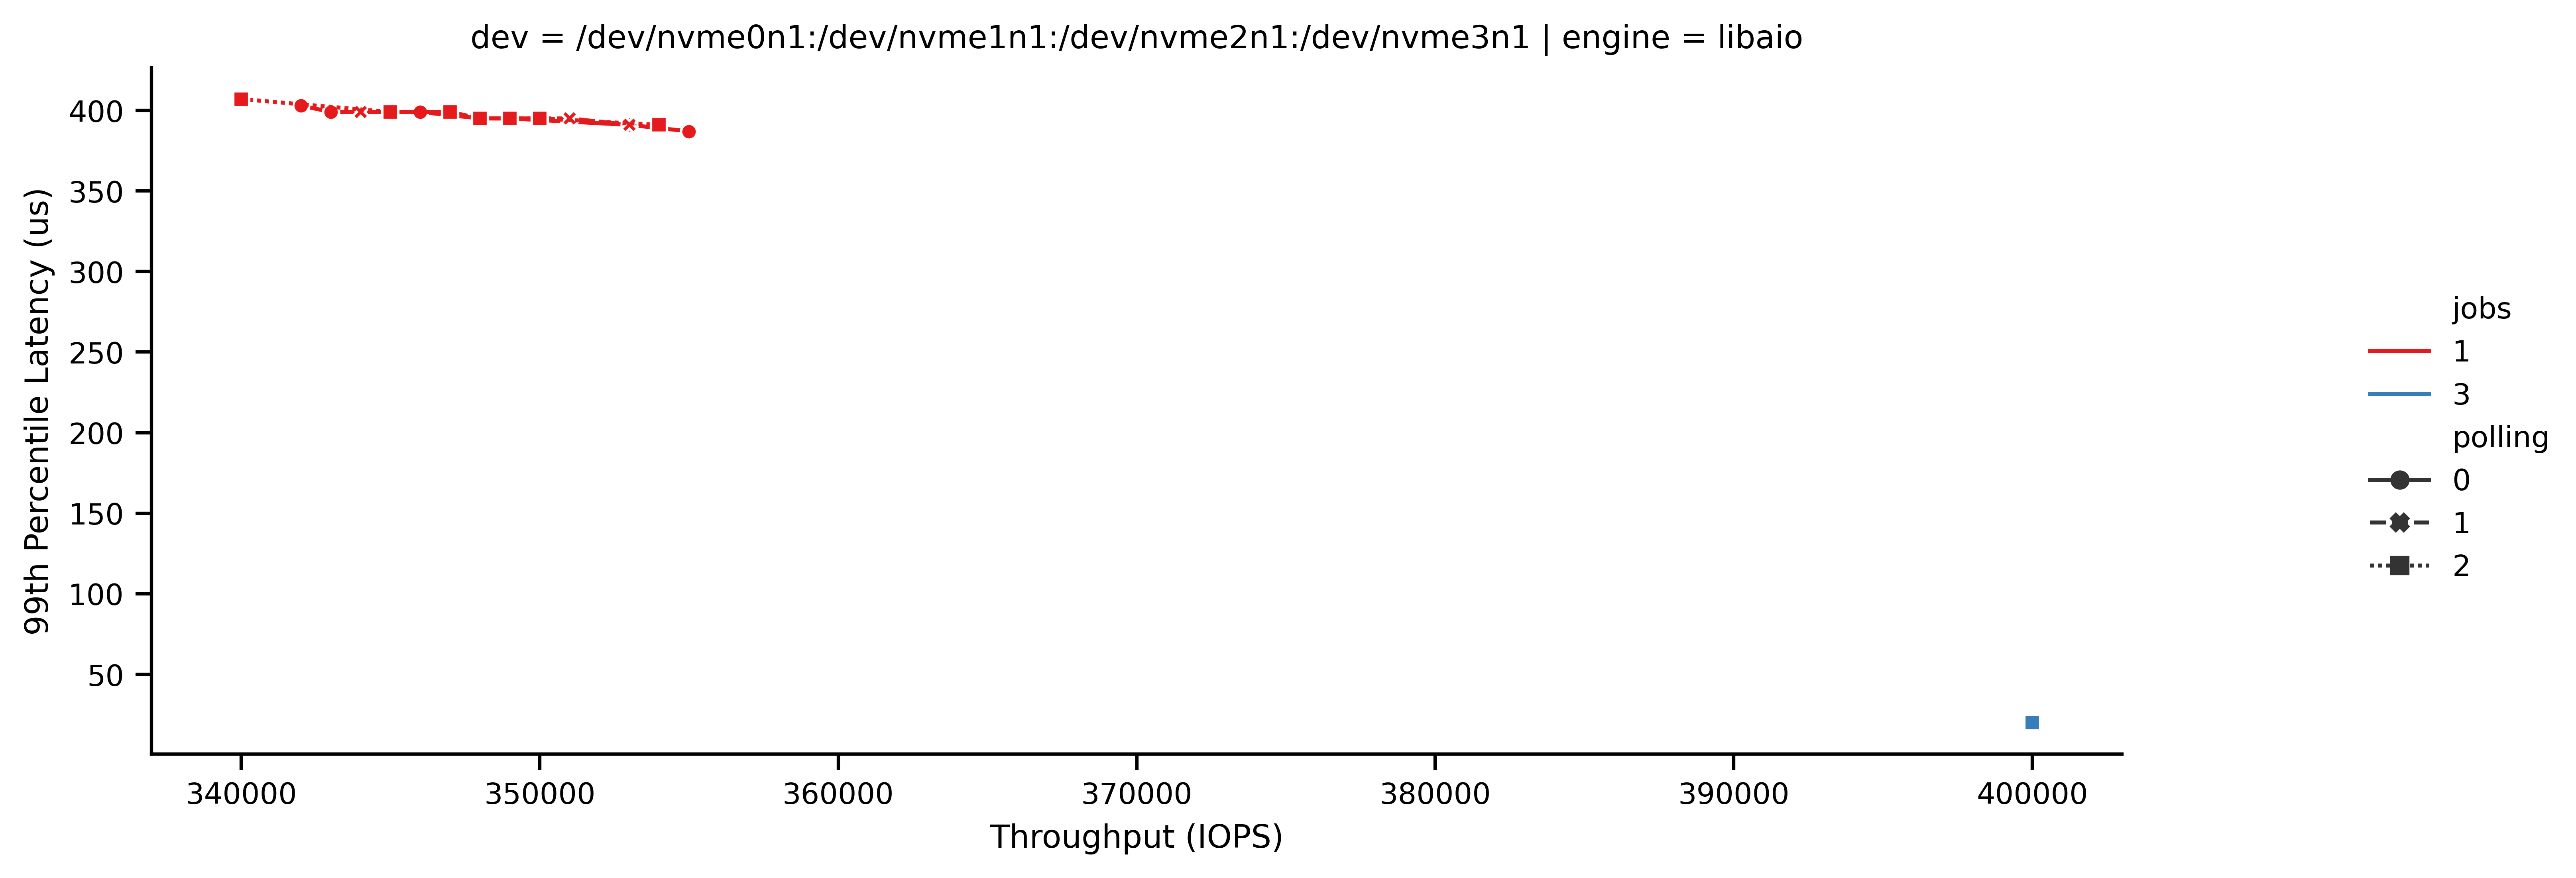 dev = /dev/nvme0n1:/dev/nvme1n1:/dev/nvme2n1:/dev/nvme3n1 | engine = libaio
99th Percentile Latency (us)
400
350
300
250
200
150
100
50
340000 350000 360000 370000 380000 390000 400000
Throughput (IOPS)
jobs
1
3
polling
0
1
2